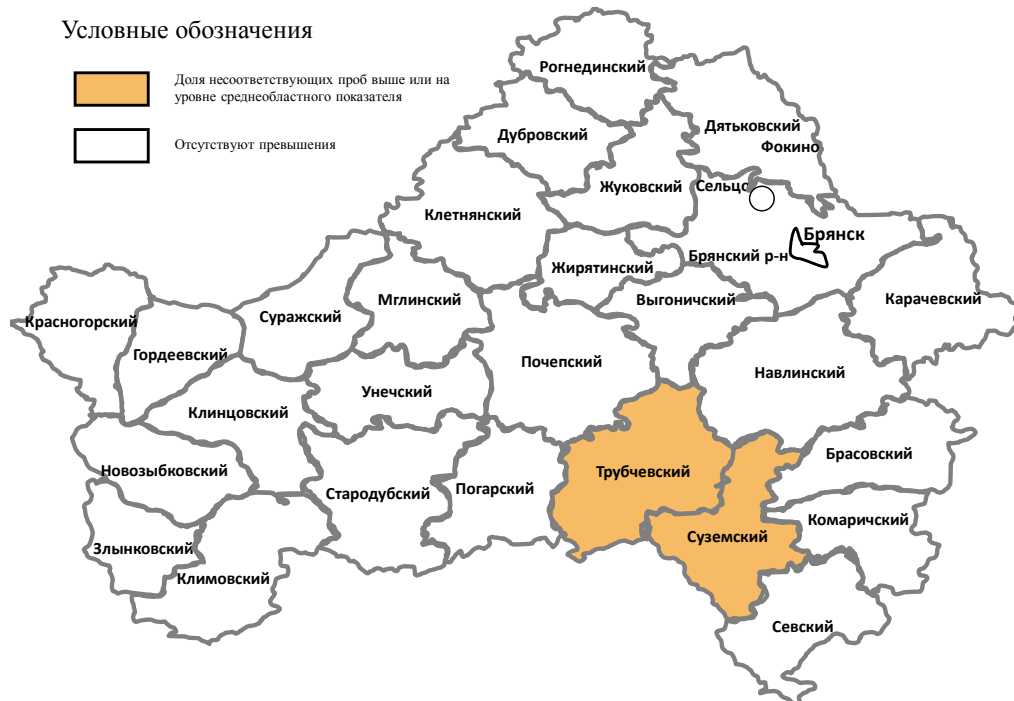 Условные обозначения
Доля несоответствующих проб выше или на
уровне среднеобластного показателя
Отсутствуют превышения
Рогнединский
Дубровский
Дятьковский
Фокино
Жуковский
Сельцо
Клетнянский
Брянск
Брянский р-н
Жирятинский
Выгоничский
Карачевский
Мглинский
Суражский
Красногорский
Гордеевский
Почепский
Навлинский
Унечский
Клинцовский
Брасовский
Новозыбковский
Трубчевский
Стародубский
Погарский
Комаричский
Суземский
Злынковский
Климовский
Севский